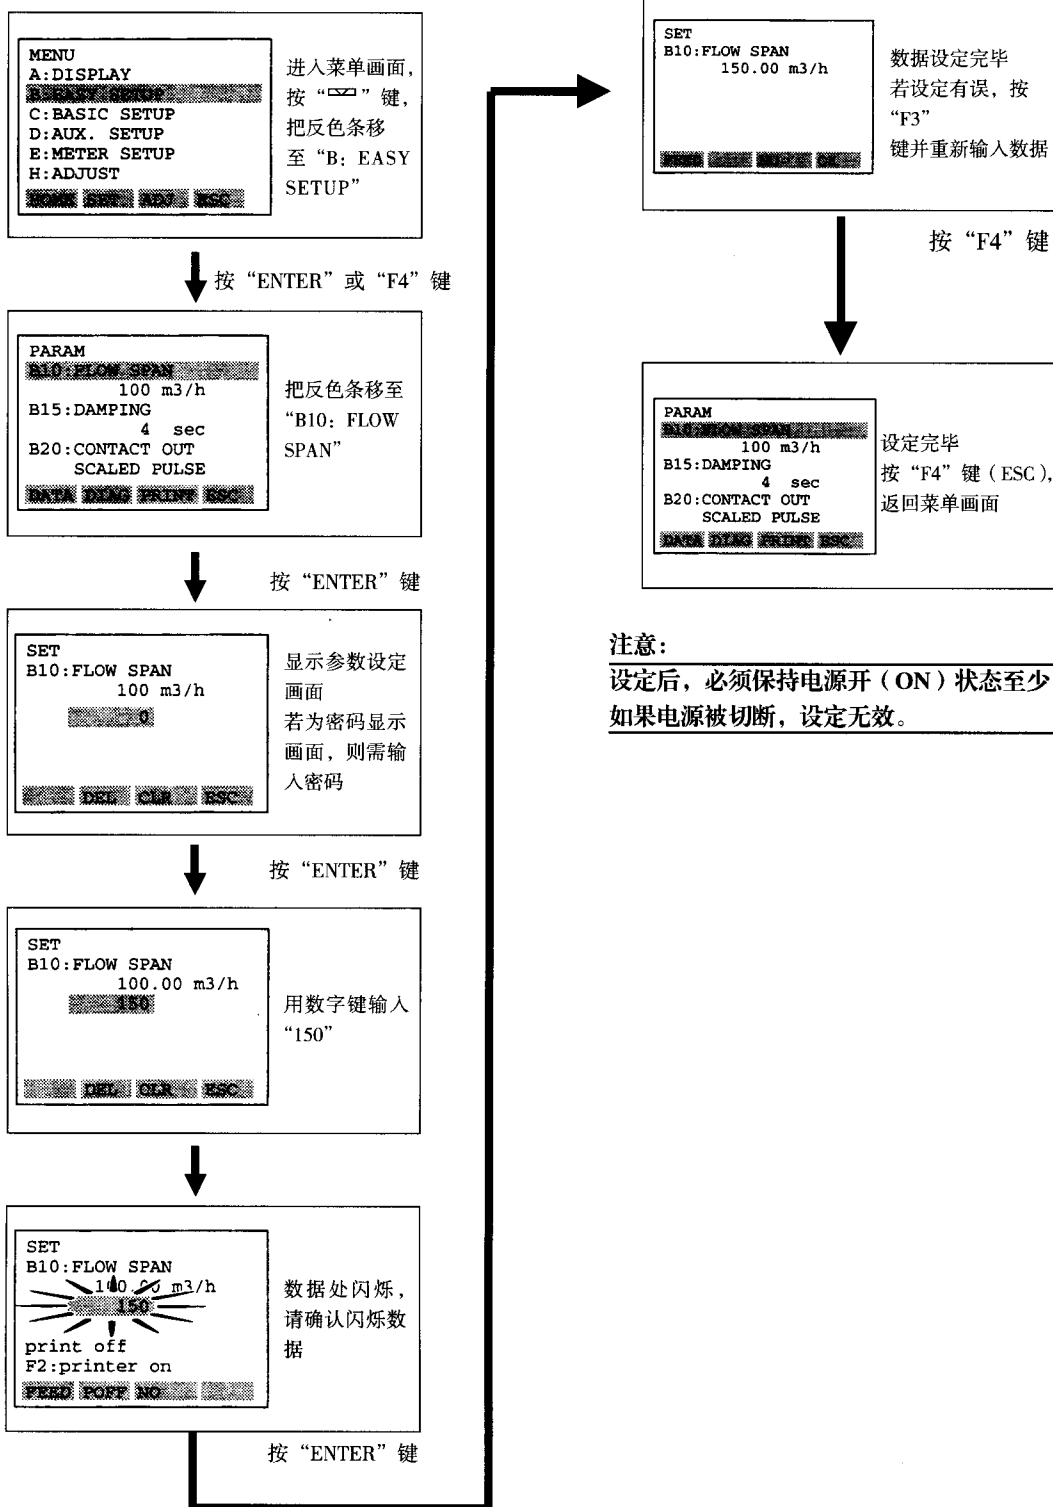 MENU
A:DISPLAY
B:EASY SETUP
C:BASIC SETUP
D:AUX. SETUP
E:METER SETUP
H:ADJUST
HOME SET ADJ ESC
进入菜单画面,
按“ ”键,
把反色条移
至“B: EASY
SETUP”
按“ENTER”或“F4”键
PARAM
B10:FLOW SPAN
100 m3/h
B15:DAMPING
4 sec
B20:CONTACT OUT
SCALED PULSE
DATA DIAG PRINT ESC
把反色条移至
“B10: FLOW
SPAN”
按“ENTER”键
SET
B10:FLOW SPAN
100 m3/h
0
DEL CLR ESC
显示参数设定
画面
若为密码显示
画面, 则需输
入密码
按“ENTER”键
SET
B10:FLOW SPAN
100.00 m3/h
150
DEL CLR ESC
用数字键输入
“150”
SET
B10:FLOW SPAN
100.00 m3/h
150
print off
F2:printer on
FEED POFF NO
数据处闪烁,
请确认闪烁数
据
按“ENTER”键
SET
B10:FLOW SPAN
150.00 m3/h
FEED OK
数据设定完毕
若设定有误, 按
“F3”
键并重新输入数据
按“F4”键
PARAM
B10:FLOW SPAN
100 m3/h
B15:DAMPING
4 sec
B20:CONTACT OUT
SCALED PULSE
DATA DIAG PRINT ESC
设定完毕
按“F4”键(ESC),
返回菜单画面
注意:
设定后, 必须保持电源开(ON)状态至少
如果电源被切断, 设定无效。